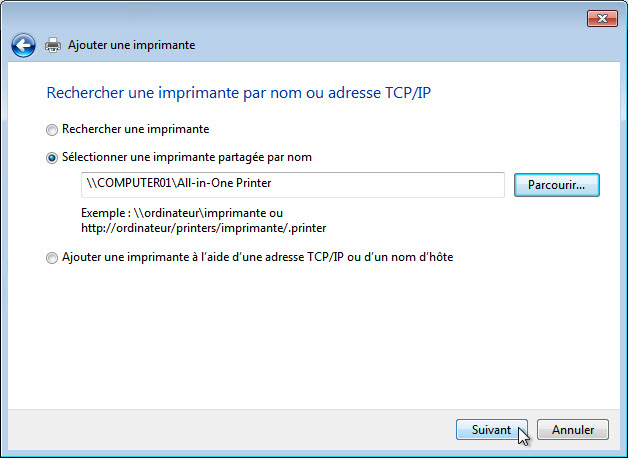 Ajouter une imprimante
Rechercher une imprimante par nom ou adresse TCP/IP
Rechercher une imprimante
Sélectionner une imprimante partagée par nom
\\COMPUTER01\All-in-One Printer
Parcourir...
Exemple : \\ordinateur\imprimante ou
http://ordinateur/printers/imprimante/.printer
Ajouter une imprimante à l’aide d’une adresse TCP/IP ou d’un nom d’hôte
Suivant
Annuler